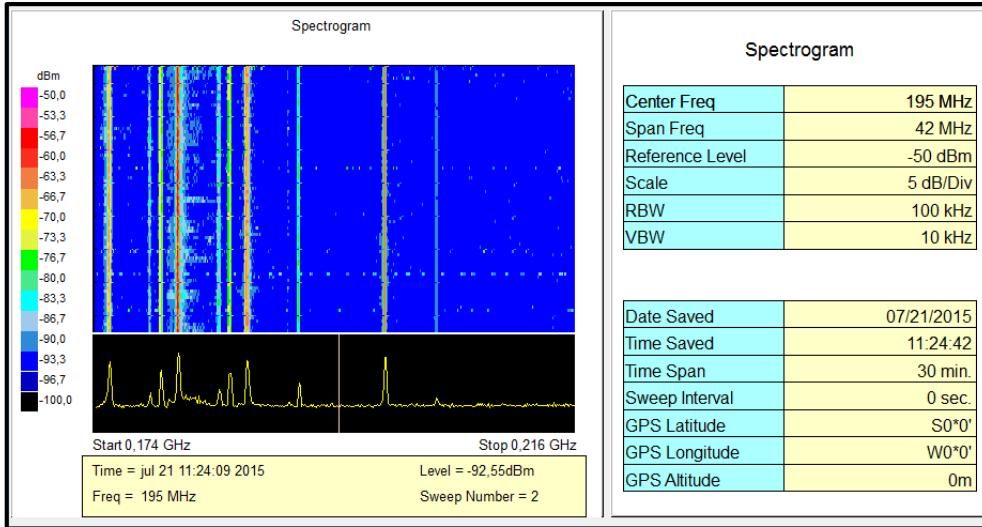 Spectrogram
dBm
-50,0
-53,3
-56,7
-60,0
-63,3
-66,7
-70,0
-73,3
-76,7
-80,0
-83,3
-86,7
-90,0
-93,3
-96,7
-100,0
Start 0,174 GHz Stop 0,216 GHz
Time = jul 21 11:24:09 2015 Level = -92,55dBm
Freq = 195 MHz Sweep Number = 2
Spectrogram
Center Freq 195 MHz
Span Freq 42 MHz
Reference Level -50 dBm
Scale 5 dB/Div
RBW 100 kHz
VBW 10 kHz
Date Saved 07/21/2015
Time Saved 11:24:42
Time Span 30 min.
Sweep Interval 0 sec.
GPS Latitude S0*0'
GPS Longitude W0*0'
GPS Altitude 0m